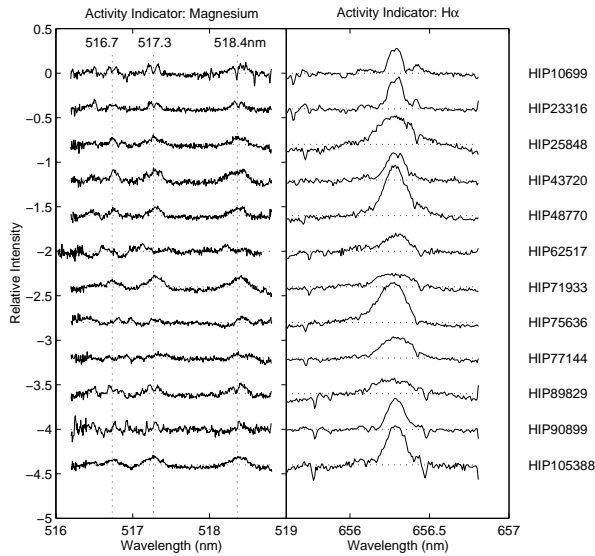 Activity Indicator: Magnesium
Activity Indicator: Hα
516.7 517.3 518.4nm
0.5
0
−0.5
−1
−1.5
−2
−2.5
−3
−3.5
−4
−4.5
−5
Relative Intensity
HIP10699
HIP23316
HIP25848
HIP43720
HIP48770
HIP62517
HIP71933
HIP75636
HIP77144
HIP89829
HIP90899
HIP105388
516 517 518 519 656 656.5 657
Wavelength (nm)
Wavelength (nm)